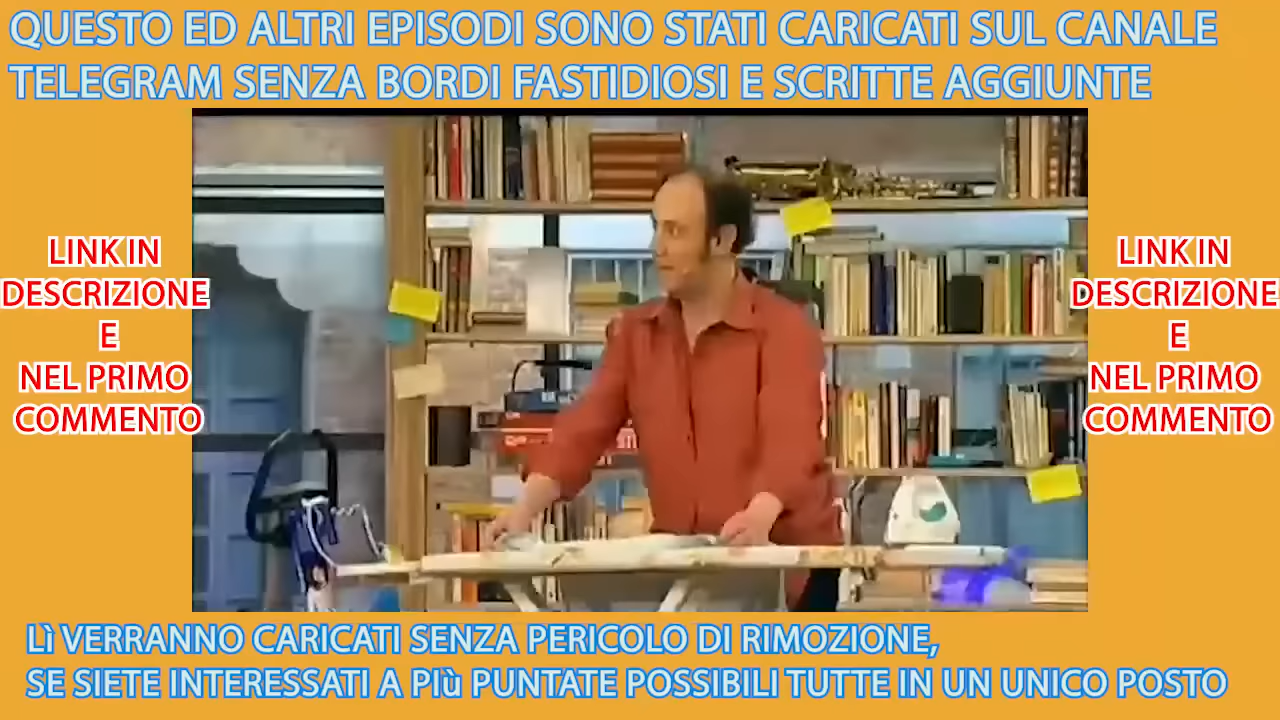 QUESTO ED ALTRI EPISODI SONO STATI CARICATI SUL CANALE
TELEGRAM SENZA BORDI FASTIDIOSI E SCRITTE AGGIUNTE
LINK IN
DESCRIZIONE
E
NEL PRIMO
COMMENTO
LINK IN
DESCRIZIONE
E
NEL PRIMO
COMMENTO
Lì VERRANNO CARICATI SENZA PERICOLO DI RIMOZIONE,
SE SIETE INTERESSATI A PIù PUNTATE POSSIBILI TUTTE IN UN UNICO POSTO